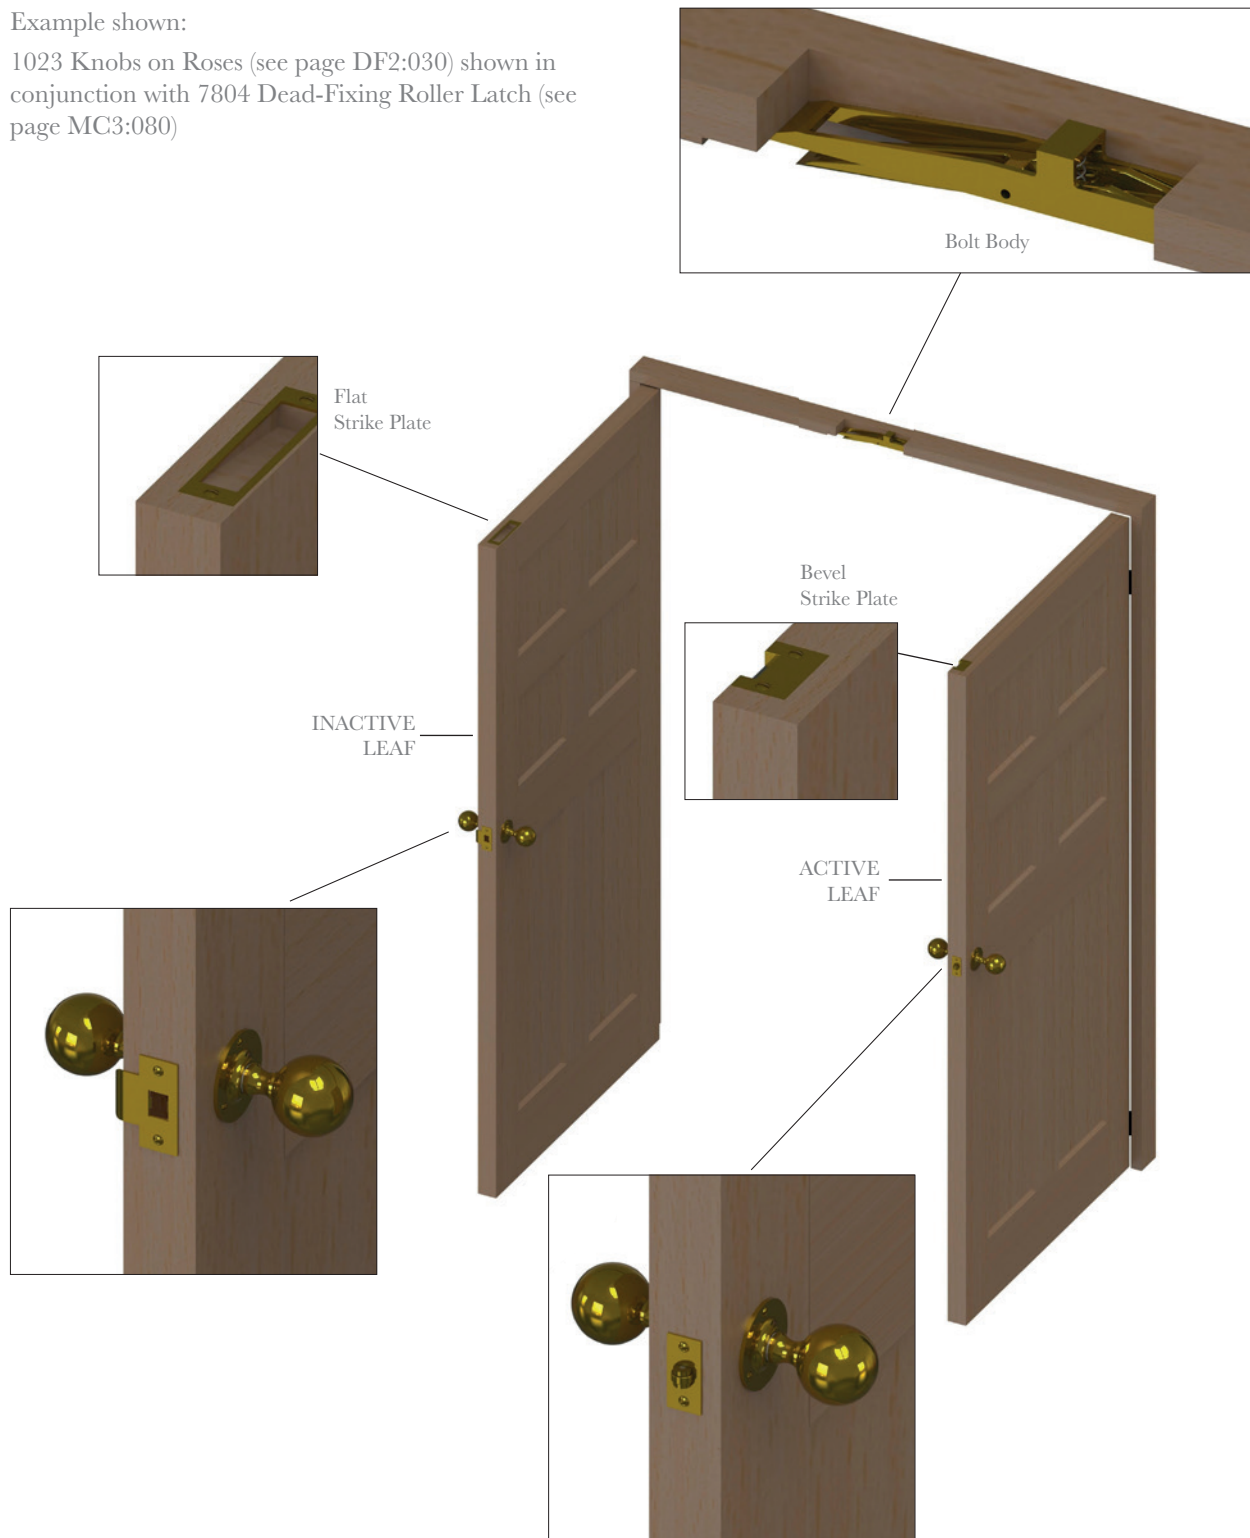 Example shown:
1023 Knobs on Roses (see page DF2:030) shown in
conjunction with 7804 Dead-Fixing Roller Latch (see
page MC3:080)
Bolt Body
Flat
Strike Plate
Bevel
Strike Plate
INACTIVE
LEAF
ACTIVE
LEAF